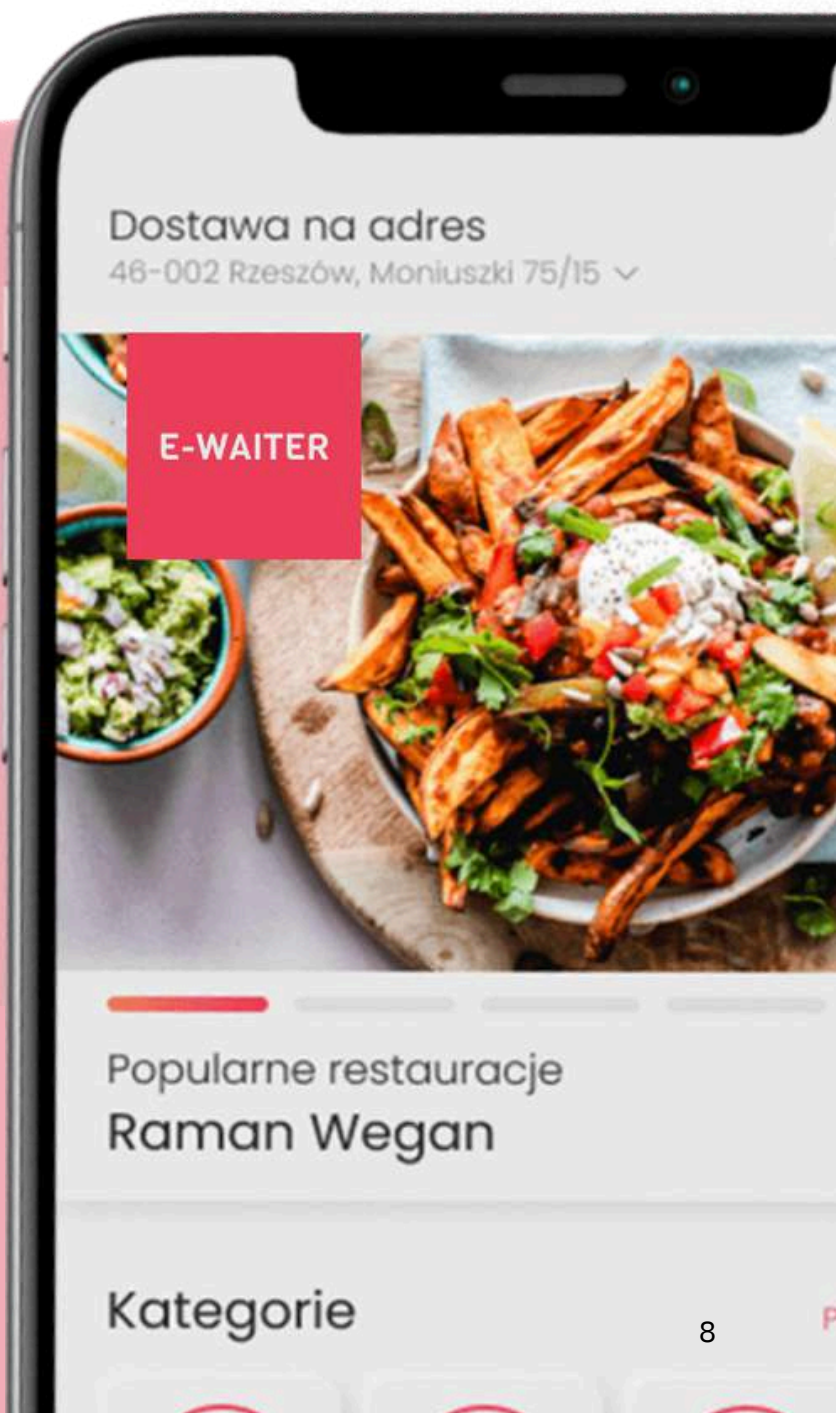 Dostawa na adres
46-002 Rzeszów, Moniuszki 75/15
E-WAITER
Popularne restauracje
Raman Wegan
Kategorie
8
P